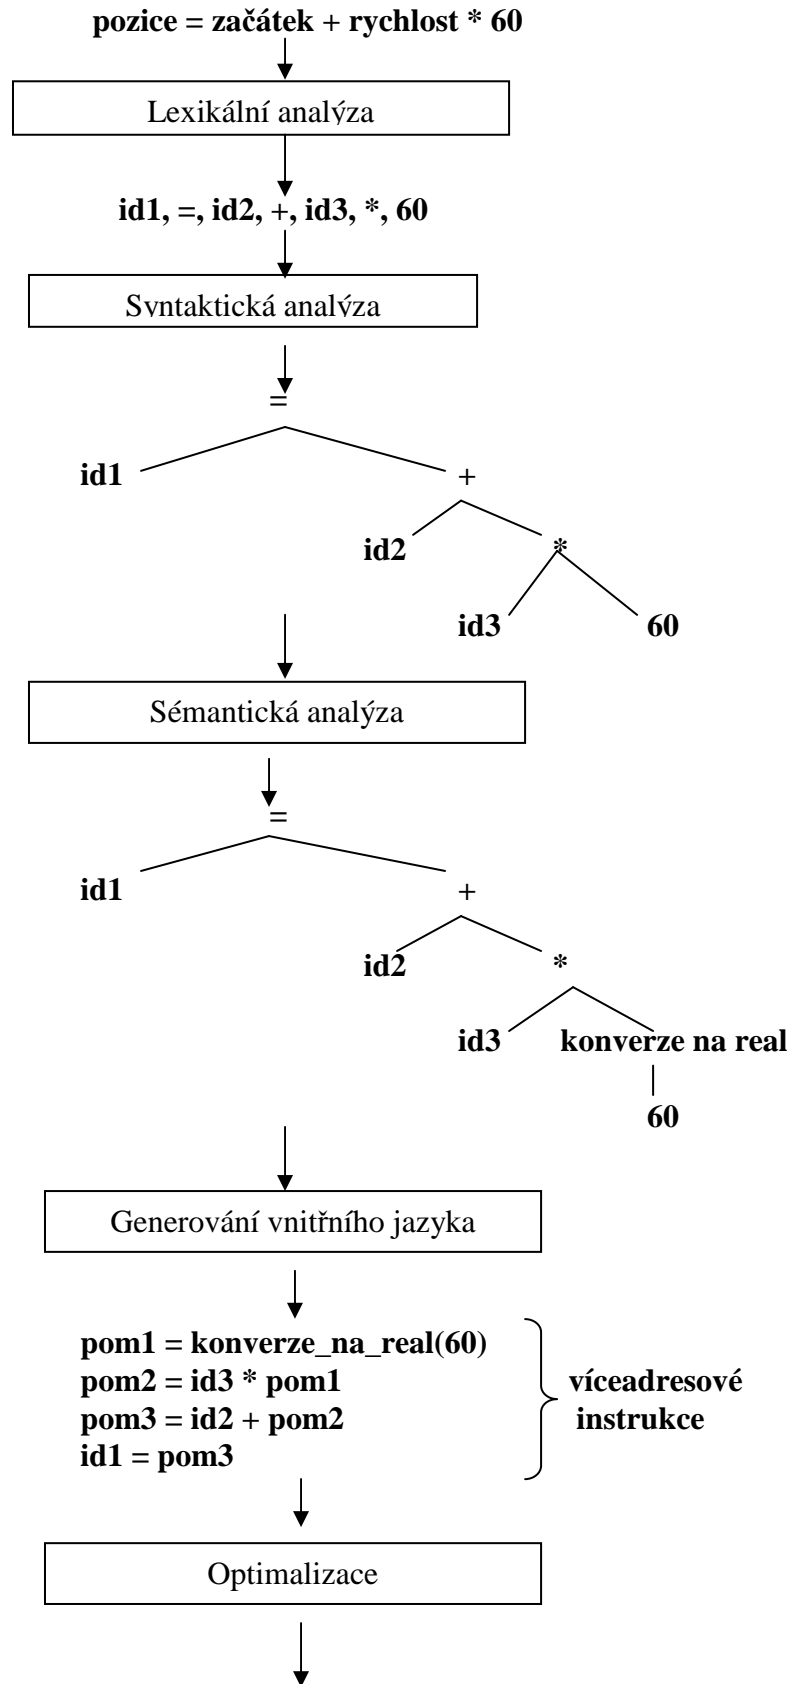 pozice = začátek + rychlost * 60
Lexikální analýza
id1, =, id2, +, id3, *, 60
Syntaktická analýza
=
id1 +
id2 *
id3 60
Sémantická analýza
=
id1 +
id2 *
id3 konverze na real
60
Generování vnitřního jazyka
pom1 = konverze_na_real(60)
pom2 = id3 * pom1
pom3 = id2 + pom2
id1 = pom3
víceadresové
instrukce
Optimalizace